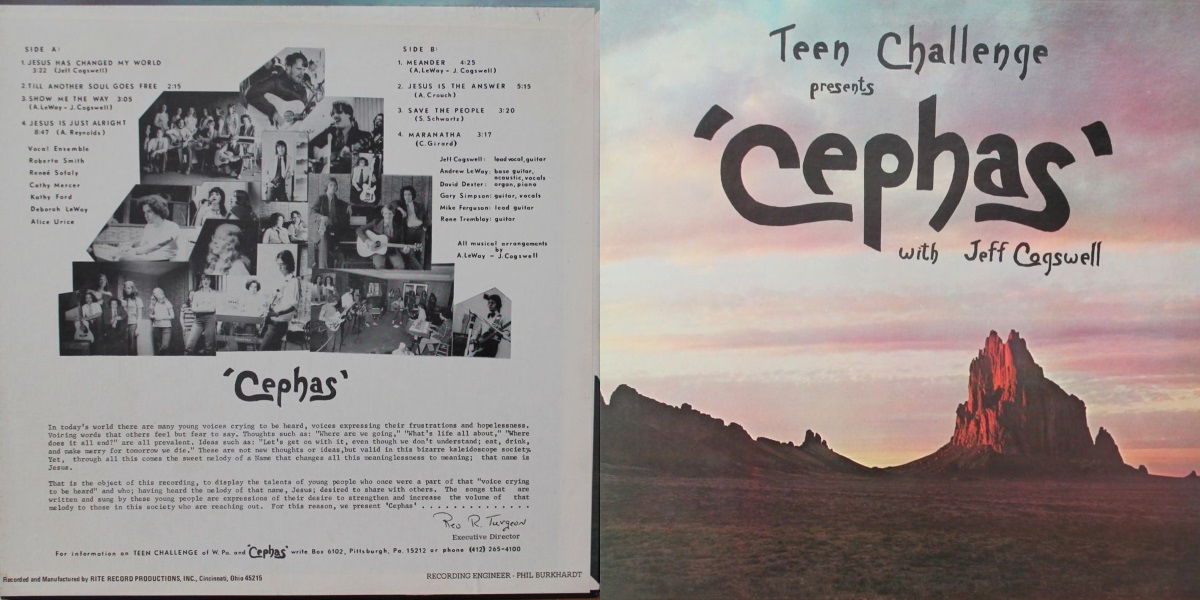 SIDE A:
1. JESUS HAS CHANGED MY WORLD
3:22 (Jeff Cogswell)
2. TILL ANOTHER SOUL GOES FREE 2:15
3. SHOW ME THE WAY 3:05
(A. LeWay - J. Cogswell)
4. JESUS IS JUST ALRIGHT
8:47 (A. Reynolds)
Vocal Ensemble
Roberta Smith
Reneé Sofaly
Cathy Mercer
Kathy Ford
Deborah LeWay
Alice Urice
SIDE B:
1. MEANDER 4:25
(A. LeWay - J. Cogswell)
2. JESUS IS THE ANSWER 5:15
(A. Crouch)
3. SAVE THE PEOPLE 3:20
(S. Schwartz)
4. MARANATHA 3:17
(C. Girard)
Jeff Cogswell: lead vocal, guitar
Andrew LeWay: base guitar,
acoustic, vocals
David Dexter: organ, piano
Gary Simpson: guitar, vocals
Mike Ferguson: lead guitar
Rene Tremblay: guitar
All musical arrangements
by
A. LeWay - J. Cogswell
'Cephas'
In today's world there are many young voices crying to be heard, voices expressing their frustrations and hopelessness.
Voicing words that others feel but fear to say. Thoughts such as: "Where are we going," "What's life all about," "Where
does it all end?" are all prevalent. Ideas such as: "Let's get on with it, even though we don't understand; eat, drink,
and make merry for tomorrow we die." These are not new thoughts or ideas,but valid in this bizarre kaleidoscope society.
Yet, through all this comes the sweet melody of a Name that changes all this meaninglessness to meaning; that name is
Jesus.
That is the object of this recording, to display the talents of young people who once were a part of that "voice crying
to be heard" and who; having heard the melody of that name, Jesus; desired to share with others. The songs that are
written and sung by these young people are expressions of their desire to strengthen and increase the volume of that
melody to those in this society who are reaching out. For this reason, we present 'Cephas' . . . . . . . . . . . . . .
Rev R. Turgeon
Executive Director
For information on TEEN CHALLENGE of W. Pa. and 'Cephas' write Box 6102, Pittsburgh, Pa. 15212 or phone (412) 265-4100
Recorded and Manufactured by RITE RECORD PRODUCTIONS, INC., Cincinnati, Ohio 45215
RECORDING ENGINEER - PHIL BURKHARDT
Teen Challenge
presents
'Cephas'
with Jeff Cogswell